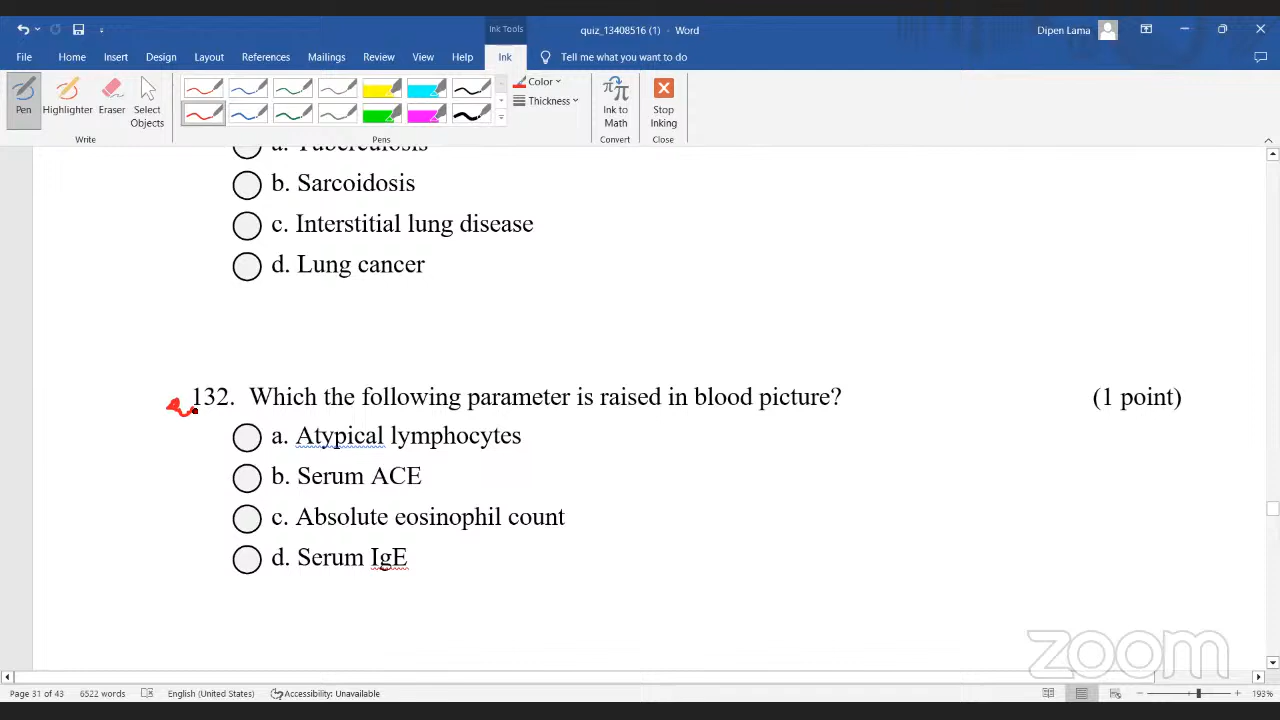 Ink Tools
quiz_13408516 (1) - Word
Dipen Lama
File Home Insert Design Layout References Mailings Review View Help Ink Tell me what you want to do
Pen Highlighter Eraser Select Objects
Color
Thickness
Ink to Math
Stop Inking
Write Pens Convert Close
a. Tuberculosis
b. Sarcoidosis
c. Interstitial lung disease
d. Lung cancer
132. Which the following parameter is raised in blood picture? (1 point)
a. Atypical lymphocytes
b. Serum ACE
c. Absolute eosinophil count
d. Serum IgE
zoom
Page 31 of 43 6522 words English (United States) Accessibility: Unavailable 193%